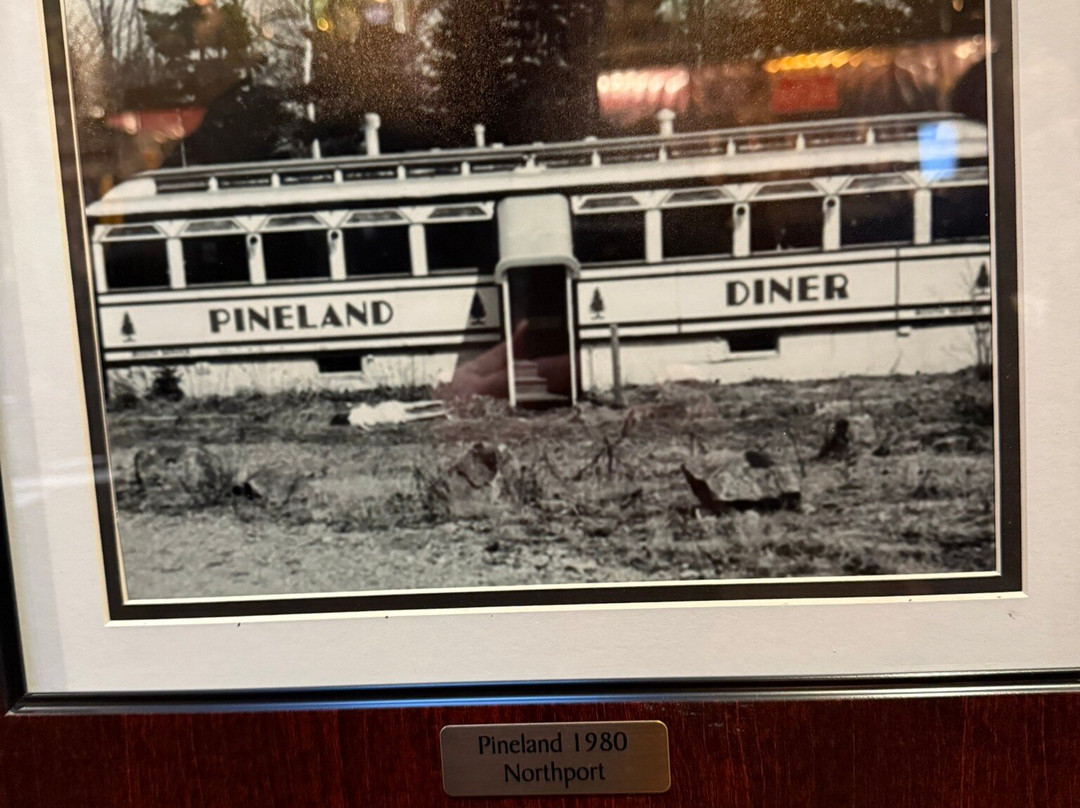 PINELAND
DINER
Pineland 1980
Northport